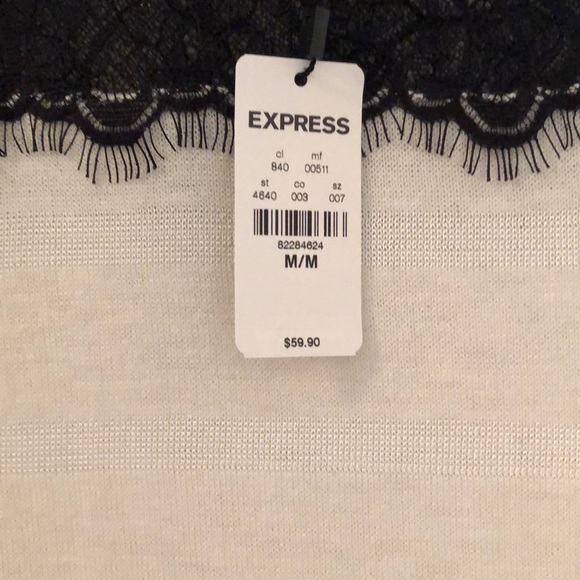 EXPRESS
cl mf
840 00511
st co sz
4640 003 007
82284624
M/M
$59.90